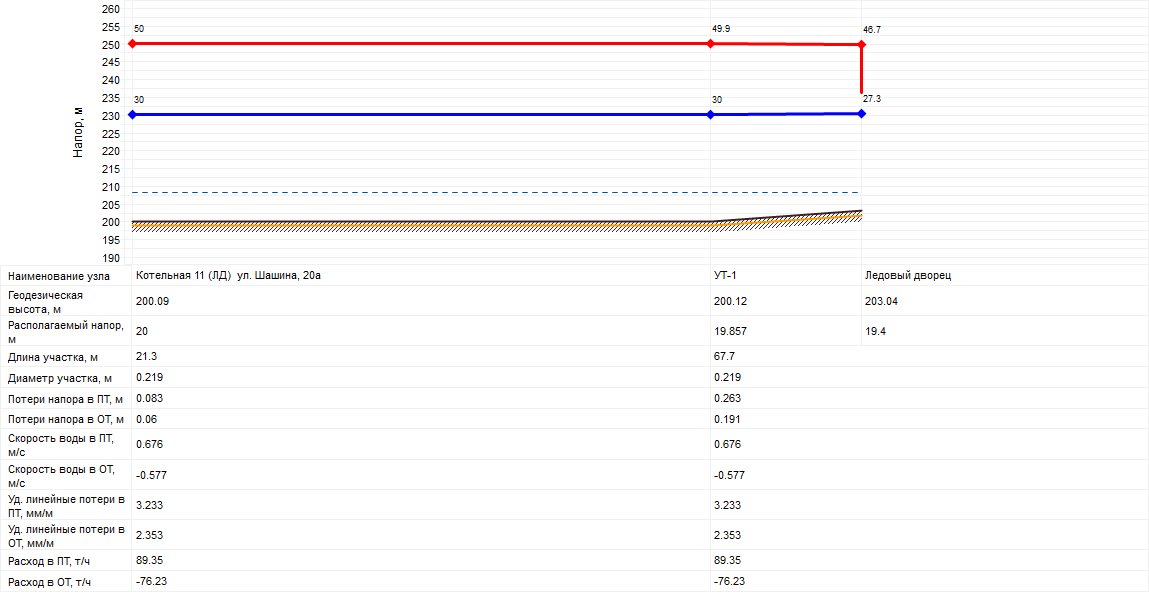 260
255
250
245
240
235
230
225
220
215
210
205
200
195
190
Напор, м
50
49.9
46.7
30
30
27.3
Наименование узла
Котельная 11 (ЛД) ул. Шашина, 20а
УТ-1
Ледовый дворец
Геодезическая
высота, м
200.09
200.12
203.04
Располагаемый напор,
м
20
19.857
19.4
Длина участка, м
21.3
67.7
Диаметр участка, м
0.219
0.219
Потери напора в ПТ, м
0.083
0.263
Потери напора в ОТ, м
0.06
0.191
Скорость воды в ПТ,
м/с
0.676
0.676
Скорость воды в ОТ,
м/с
-0.577
-0.577
Уд. линейные потери в
ПТ, мм/м
3.233
3.233
Уд. линейные потери в
ОТ, мм/м
2.353
2.353
Расход в ПТ, т/ч
89.35
89.35
Расход в ОТ, т/ч
-76.23
-76.23